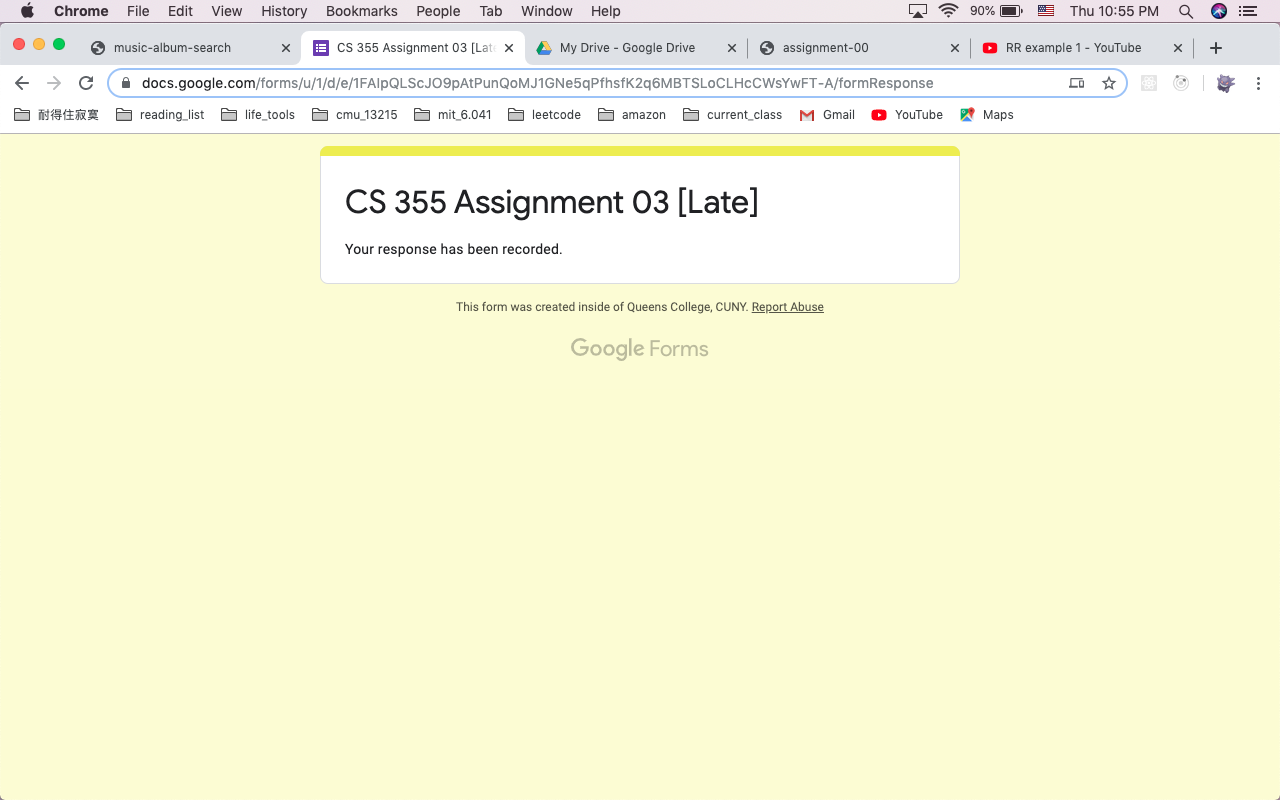 Chrome File Edit View History Bookmarks People Tab Window Help 90% Thu 10:55 PM
music-album-search CS 355 Assignment 03 [Late My Drive - Google Drive assignment-00 RR example 1 - YouTube
docs.google.com/forms/u/1/d/e/1FAIpQLScJO9pAtPunQoMJ1GNe5qPfhsfK2q6MBTSLoCLHcCWsYwFT-A/formResponse
耐得住寂寞 reading_list life_tools cmu_13215 mit_6.041 leetcode amazon current_class Gmail YouTube Maps
CS 355 Assignment 03 [Late]
Your response has been recorded.
This form was created inside of Queens College, CUNY. Report Abuse
Google Forms